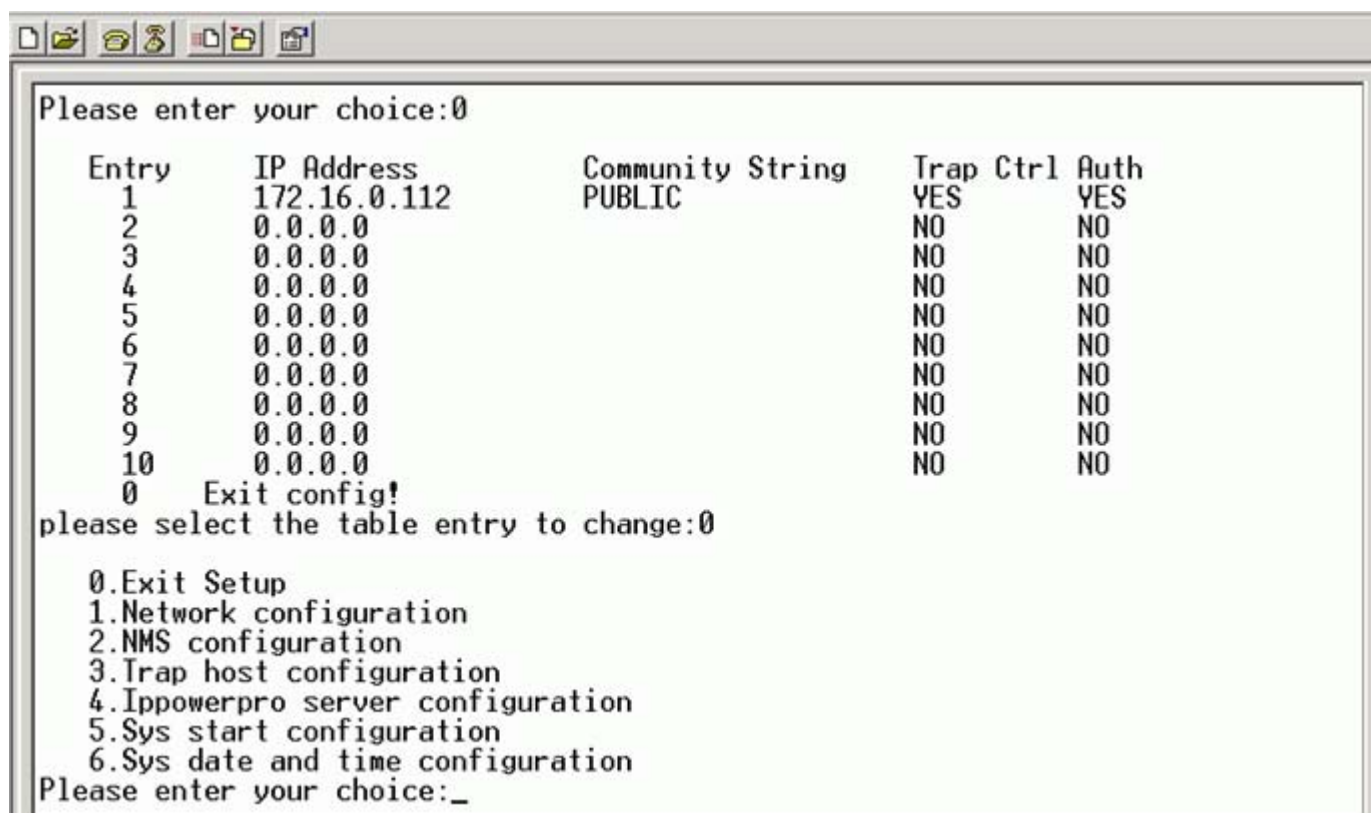 Please enter your choice:0
Entry IP Address Community String Trap Ctrl Auth
1 172.16.0.112 PUBLIC YES YES
2 0.0.0.0 NO NO
3 0.0.0.0 NO NO
4 0.0.0.0 NO NO
5 0.0.0.0 NO NO
6 0.0.0.0 NO NO
7 0.0.0.0 NO NO
8 0.0.0.0 NO NO
9 0.0.0.0 NO NO
10 0.0.0.0 NO NO
0 Exit config!
please select the table entry to change:0
0.Exit Setup
1.Network configuration
2.NMS configuration
3.Trap host configuration
4.Ippowerpro server configuration
5.Sys start configuration
6.Sys date and time configuration
Please enter your choice:_